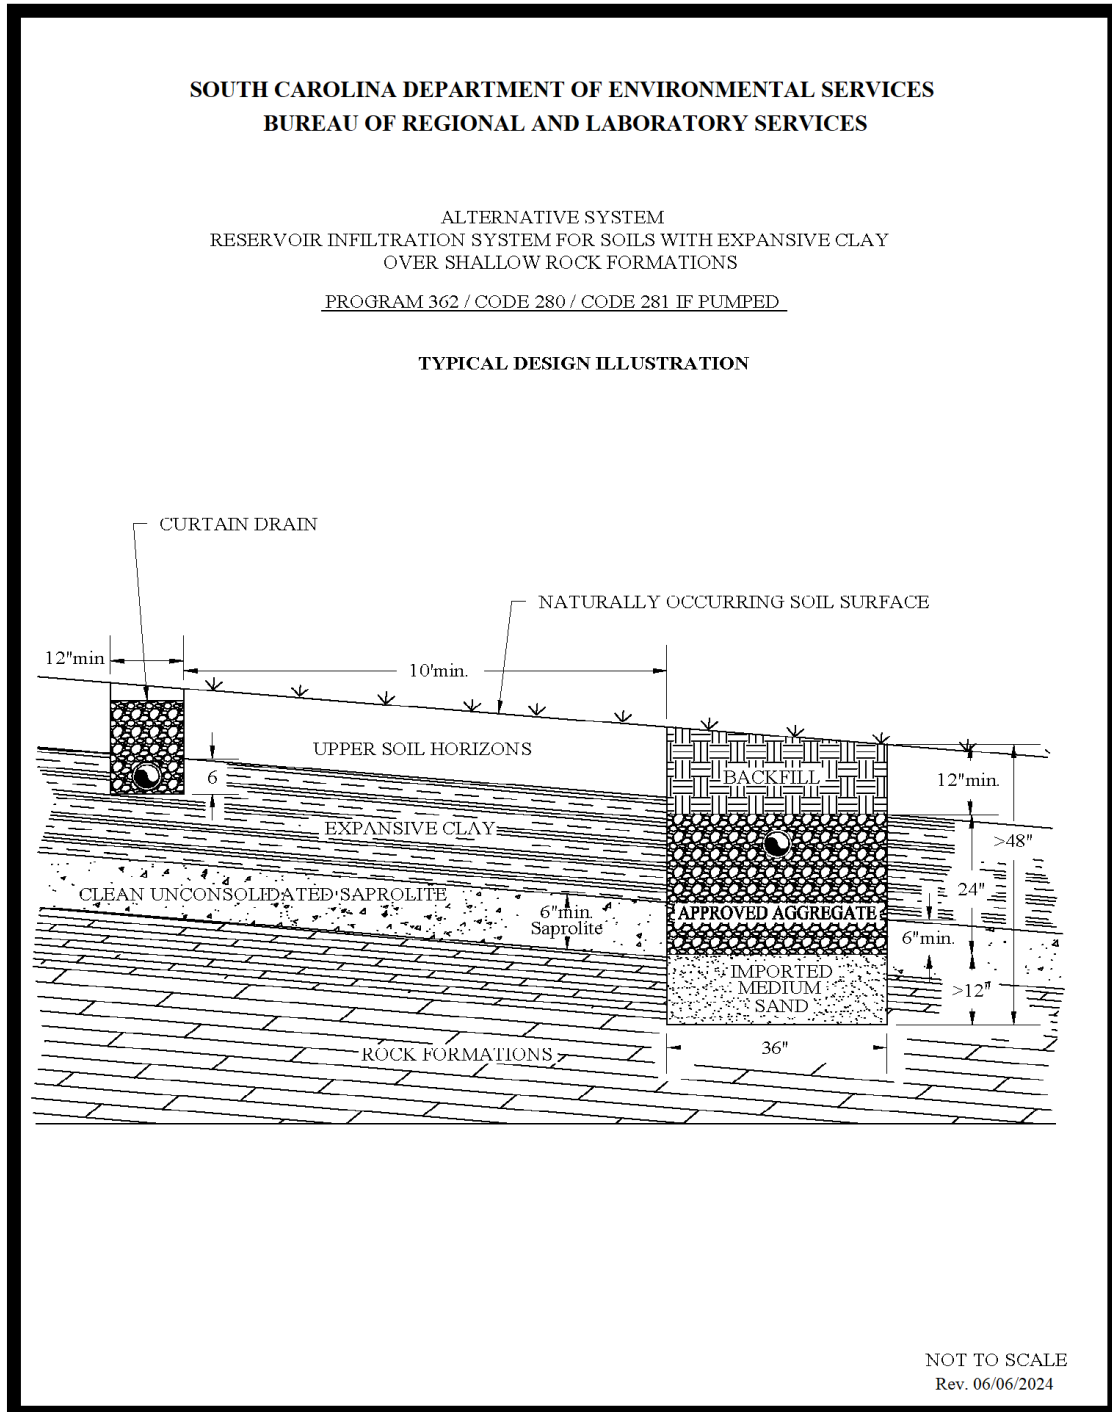 SOUTH CAROLINA DEPARTMENT OF ENVIRONMENTAL SERVICES
BUREAU OF REGIONAL AND LABORATORY SERVICES
ALTERNATIVE SYSTEM
RESERVOIR INFILTRATION SYSTEM FOR SOILS WITH EXPANSIVE CLAY
OVER SHALLOW ROCK FORMATIONS
PROGRAM 362 / CODE 280 / CODE 281 IF PUMPED
TYPICAL DESIGN ILLUSTRATION
CURTAIN DRAIN
NATURALLY OCCURRING SOIL SURFACE
12"min
10'min.
UPPER SOIL HORIZONS
6
BACKFILL
12"min.
EXPANSIVE CLAY
>48"
24"
CLEAN UNCONSOLIDATED SAPROLITE
6"min.
Saprolite
APPROVED AGGREGATE
6"min.
IMPORTED
MEDIUM
SAND
>12"
36"
ROCK FORMATIONS
NOT TO SCALE
Rev. 06/06/2024